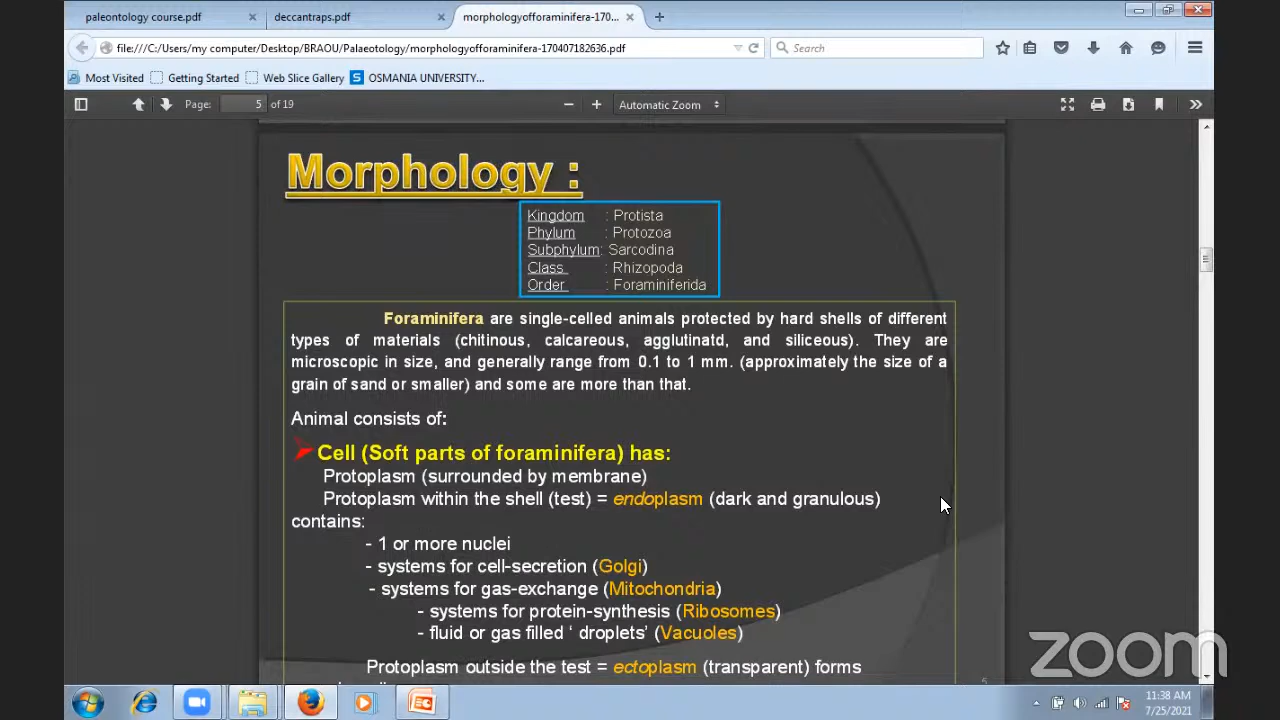 paleontology course.pdf
deccantraps.pdf
morphologyofforaminifera-170...
file:///C:/Users/my computer/Desktop/BRAOU/Palaeotology/morphologyofforaminifera-170407182636.pdf
Search
Most Visited
Getting Started
Web Slice Gallery
S OSMANIA UNIVERSITY...
Page: 5 of 19
Automatic Zoom
Morphology :
Kingdom : Protista
Phylum : Protozoa
Subphylum: Sarcodina
Class : Rhizopoda
Order : Foraminiferida
Foraminifera are single-celled animals protected by hard shells of different
types of materials (chitinous, calcareous, agglutinatd, and siliceous). They are
microscopic in size, and generally range from 0.1 to 1 mm. (approximately the size of a
grain of sand or smaller) and some are more than that.
Animal consists of:
Cell (Soft parts of foraminifera) has:
Protoplasm (surrounded by membrane)
Protoplasm within the shell (test) = endoplasm (dark and granulous)
contains:
- 1 or more nuclei
- systems for cell-secretion (Golgi)
- systems for gas-exchange (Mitochondria)
- systems for protein-synthesis (Ribosomes)
- fluid or gas filled ‘ droplets’ (Vacuoles)
Protoplasm outside the test = ectoplasm (transparent) forms
5
zoom
11:38 AM
7/25/2021